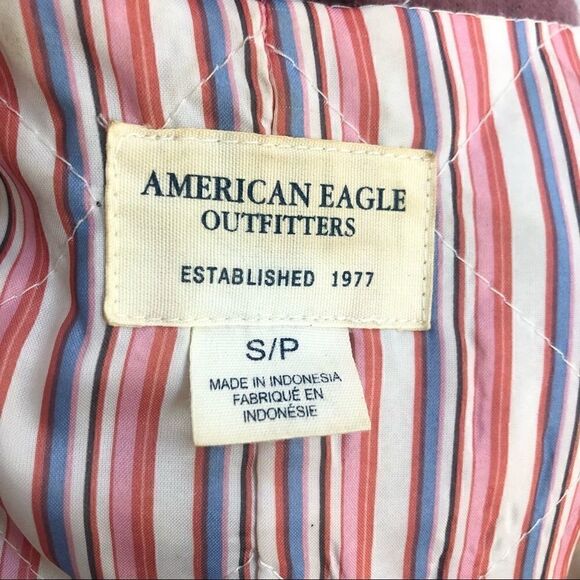 AMERICAN EAGLE
OUTFITTERS
ESTABLISHED 1977
S/P
MADE IN INDONESIA
FABRIQUÉ EN
INDONÉSIE